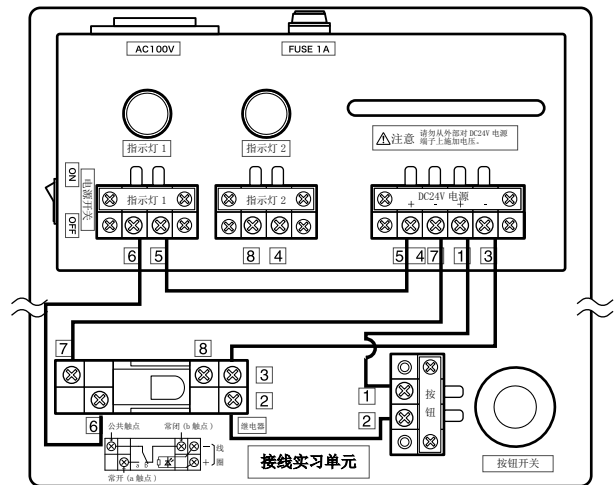 AC100V
FUSE 1A
指示灯 1
指示灯 2
注意
请勿从外部对 DC24V 电源
端子上施加电压。
ON
电源开关
OFF
指示灯 1
指示灯 2
DC24V 电源
+ - + -
6 5 8 4 5 4 7 1 3
7 8
3
1
2
按钮
2
6
公共触点
常闭 (b 触点)
继电器
a b
- 线
+ 圈
常开 (a 触点)
接线实习单元
按钮开关